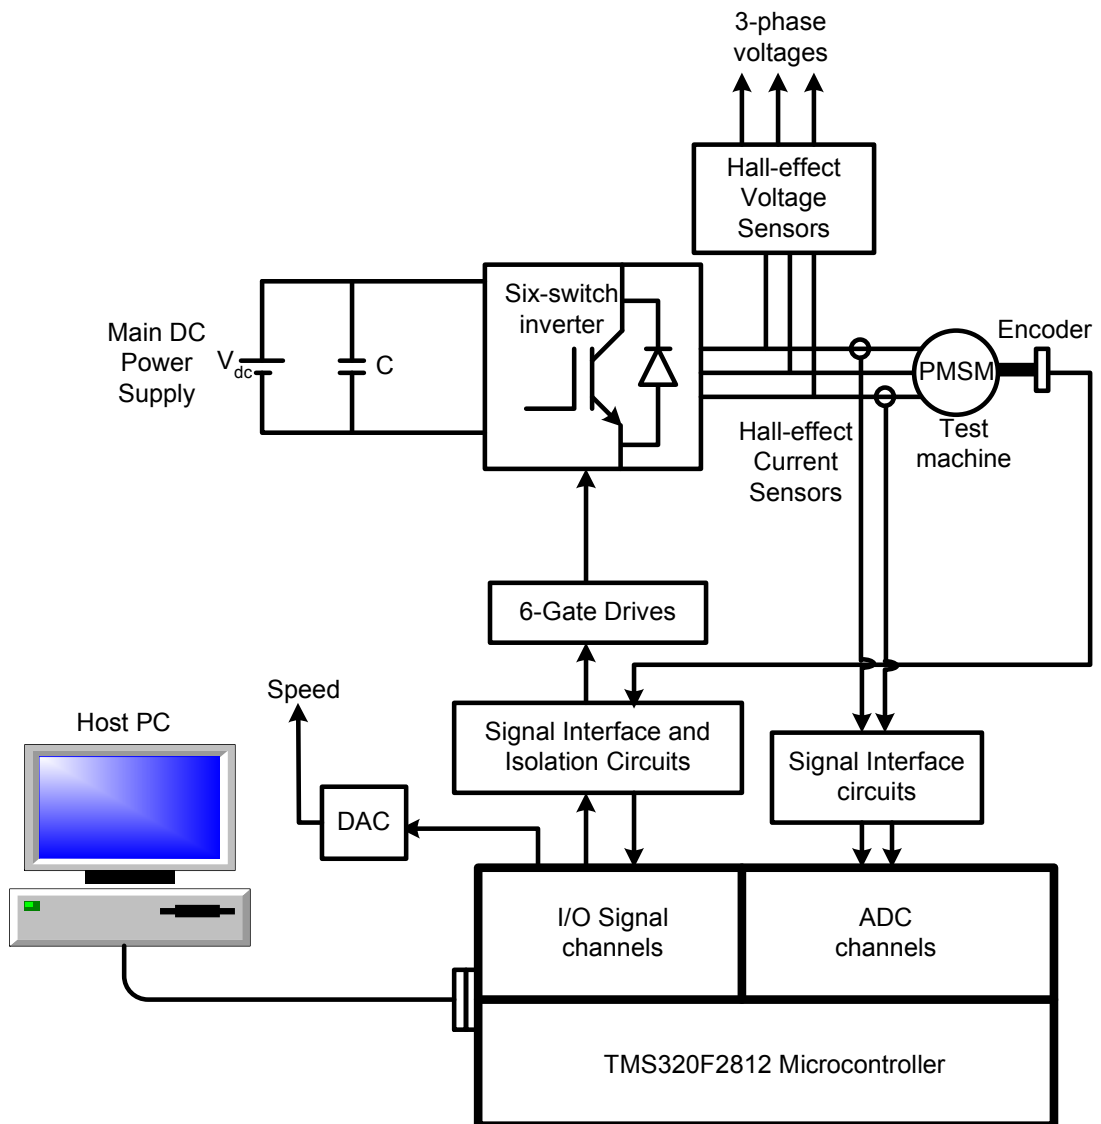 3-phase
voltages
Hall-effect
Voltage
Sensors
Six-switch
inverter
Main DC
Power
Supply
Vdc
C
Encoder
PMSM
Test
machine
Hall-effect
Current
Sensors
6-Gate Drives
Speed
Host PC
Signal Interface and
Isolation Circuits
Signal Interface
circuits
DAC
I/O Signal
channels
ADC
channels
TMS320F2812 Microcontroller